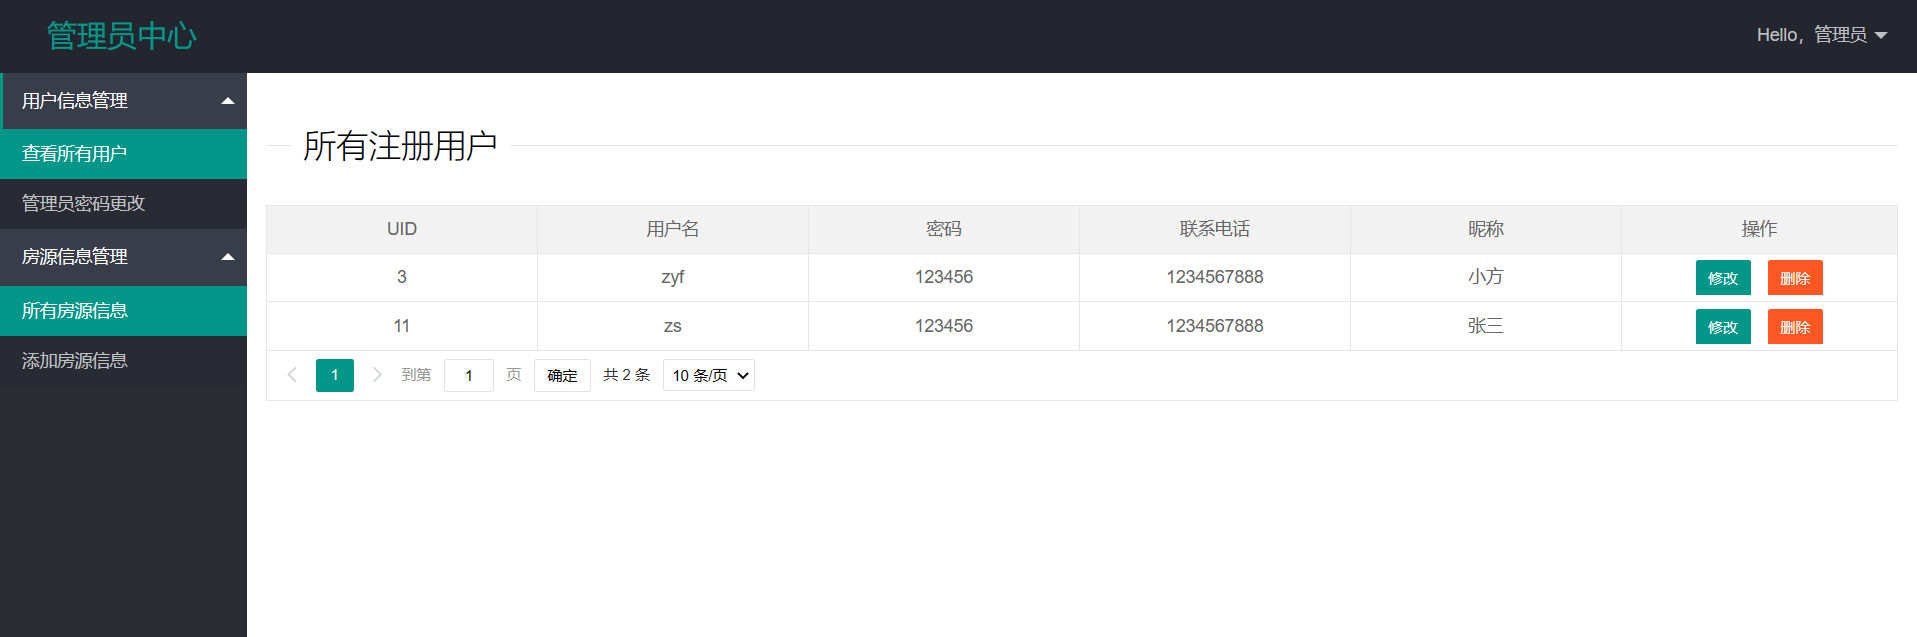 管理员中心
Hello，管理员
用户信息管理
查看所有用户
管理员密码更改
房源信息管理
所有房源信息
添加房源信息
所有注册用户
UID 用户名 密码 联系电话 昵称 操作
3 zyf 123456 1234567888 小方 修改 删除
11 zs 123456 1234567888 张三 修改 删除
1 到第 1 页 确定 共 2 条 10 条/页